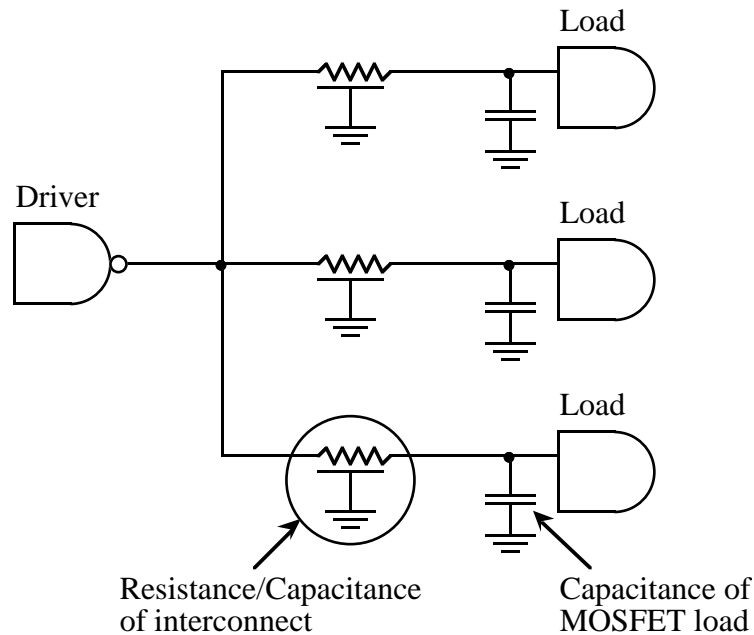 Load
Driver
Load
Load
Resistance/Capacitance
of interconnect
Capacitance of
MOSFET load